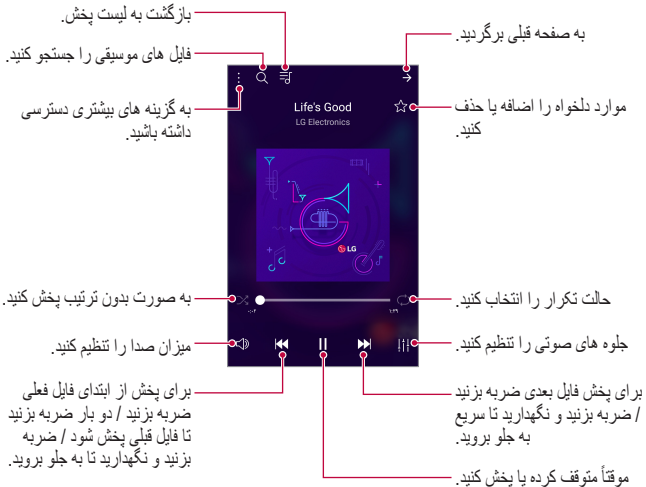 بازگشت به لیست پخش.
فایل های موسیقی را جستجو کنید.
به گزینه های بیشتری دسترسی
داشته باشید.
به صفحه قبلی برگردید.
موارد دلخواه را اضافه یا حذف
کنید.
Life's Good
LG Electronics
LG
به صورت بدون ترتیب پخش کنید.
حالت تکرار را انتخاب کنید.
۰:۰۲
۱:۳۹
میزان صدا را تنظیم کنید.
جلوه های صوتی را تنظیم کنید.
برای پخش از ابتدای فایل فعلی
ضربه بزنید / دو بار ضربه بزنید
تا فایل قبلی پخش شود / ضربه
بزنید و نگهدارید تا به جلو بروید.
برای پخش فایل بعدی ضربه بزنید
/ ضربه بزنید و نگهدارید تا سریع
به جلو بروید.
موقتاً متوقف کرده یا پخش کنید.